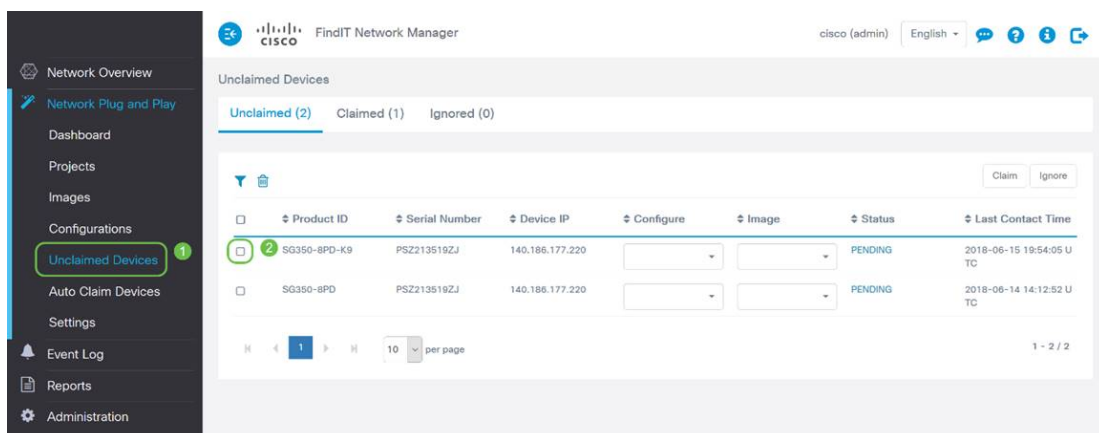 CISCO FindIT Network Manager
cisco (admin) English
Network Overview
Network Plug and Play
Dashboard
Projects
Images
Configurations
Unclaimed Devices 1
Auto Claim Devices
Settings
Event Log
Reports
Administration
Unclaimed Devices
Unclaimed (2) Claimed (1) Ignored (0)
Claim Ignore
Product ID Serial Number Device IP Configure Image Status Last Contact Time
2 SG350-8PD-K9 PSZ213519ZJ 140.186.177.220 PENDING 2018-06-15 19:54:05 U
TC
SG350-8PD PSZ213519ZJ 140.186.177.220 PENDING 2018-06-14 14:12:52 U
TC
1 10 per page 1 - 2 / 2